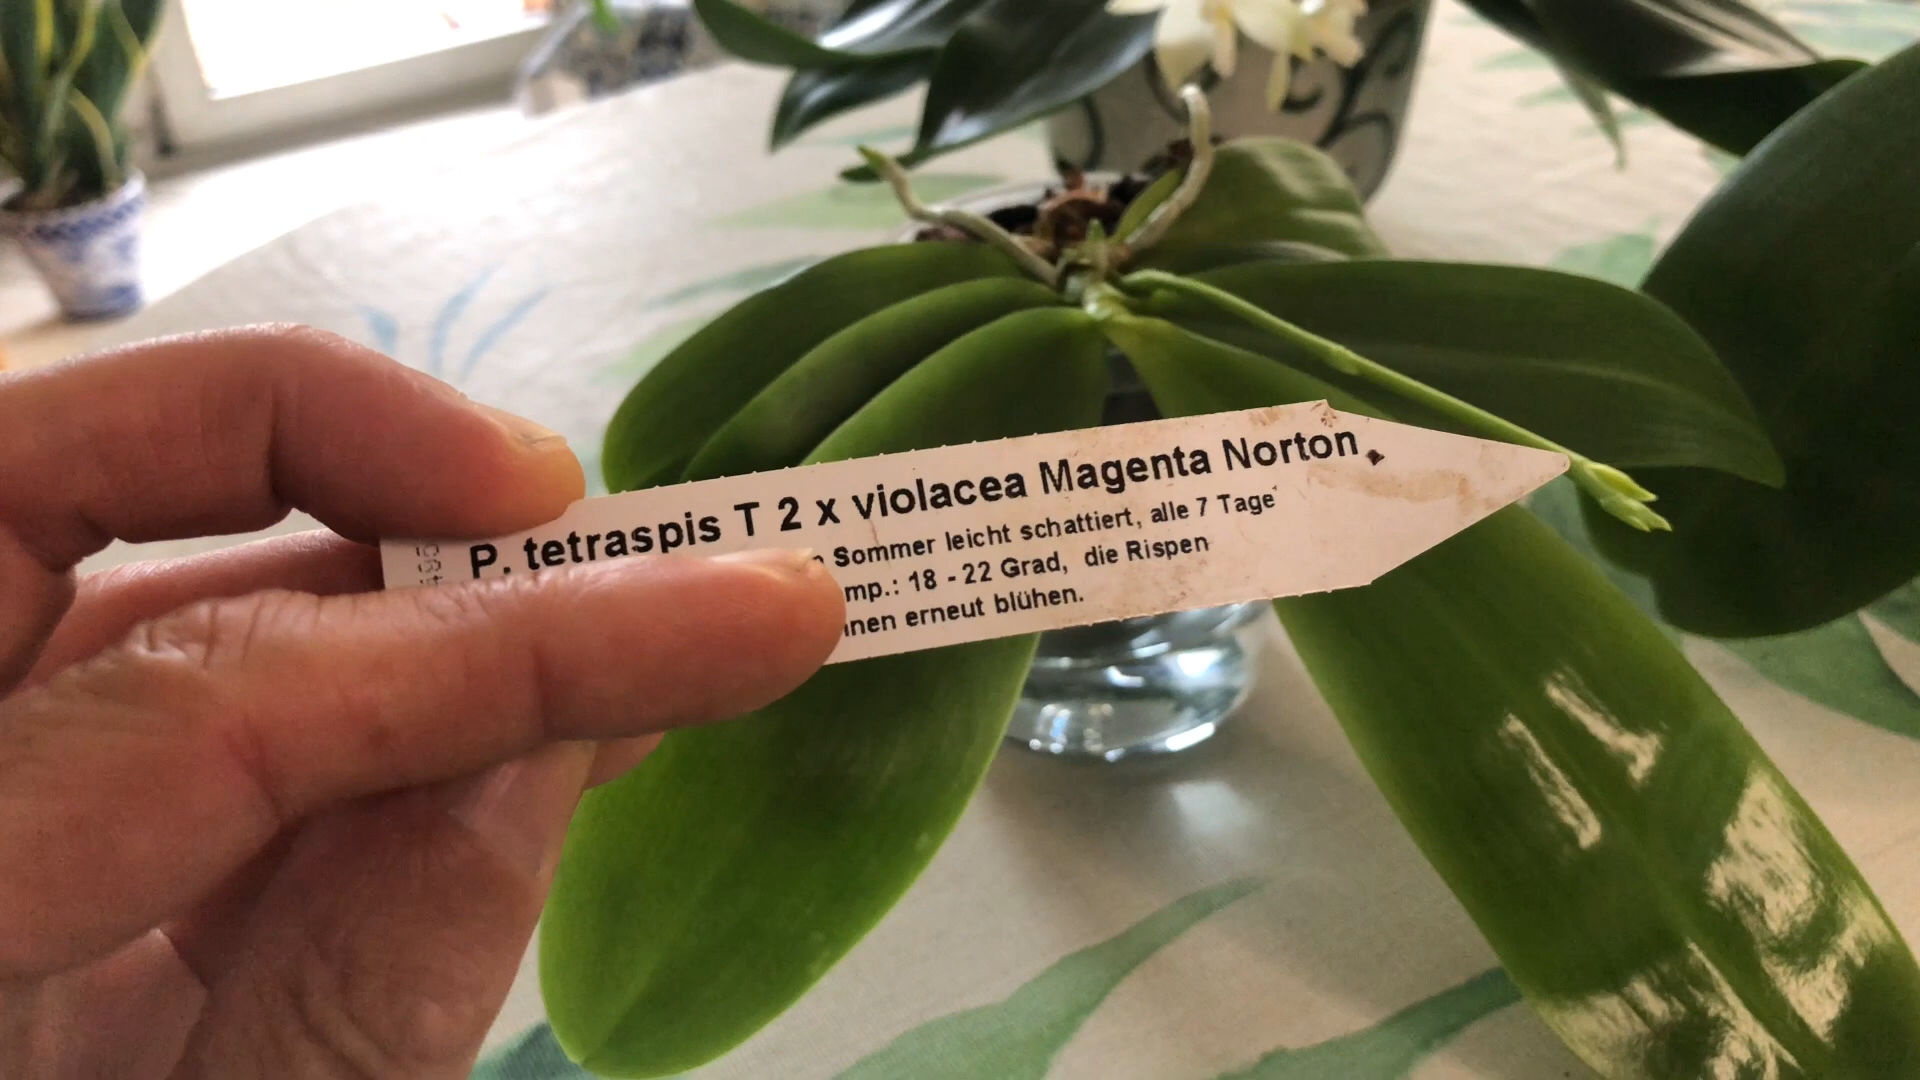 P. tetraspis T 2 x violacea Magenta Norton
Sommer leicht schattiert, alle 7 Tage
mp.: 18 - 22 Grad, die Rispen
nen erneut blühen.